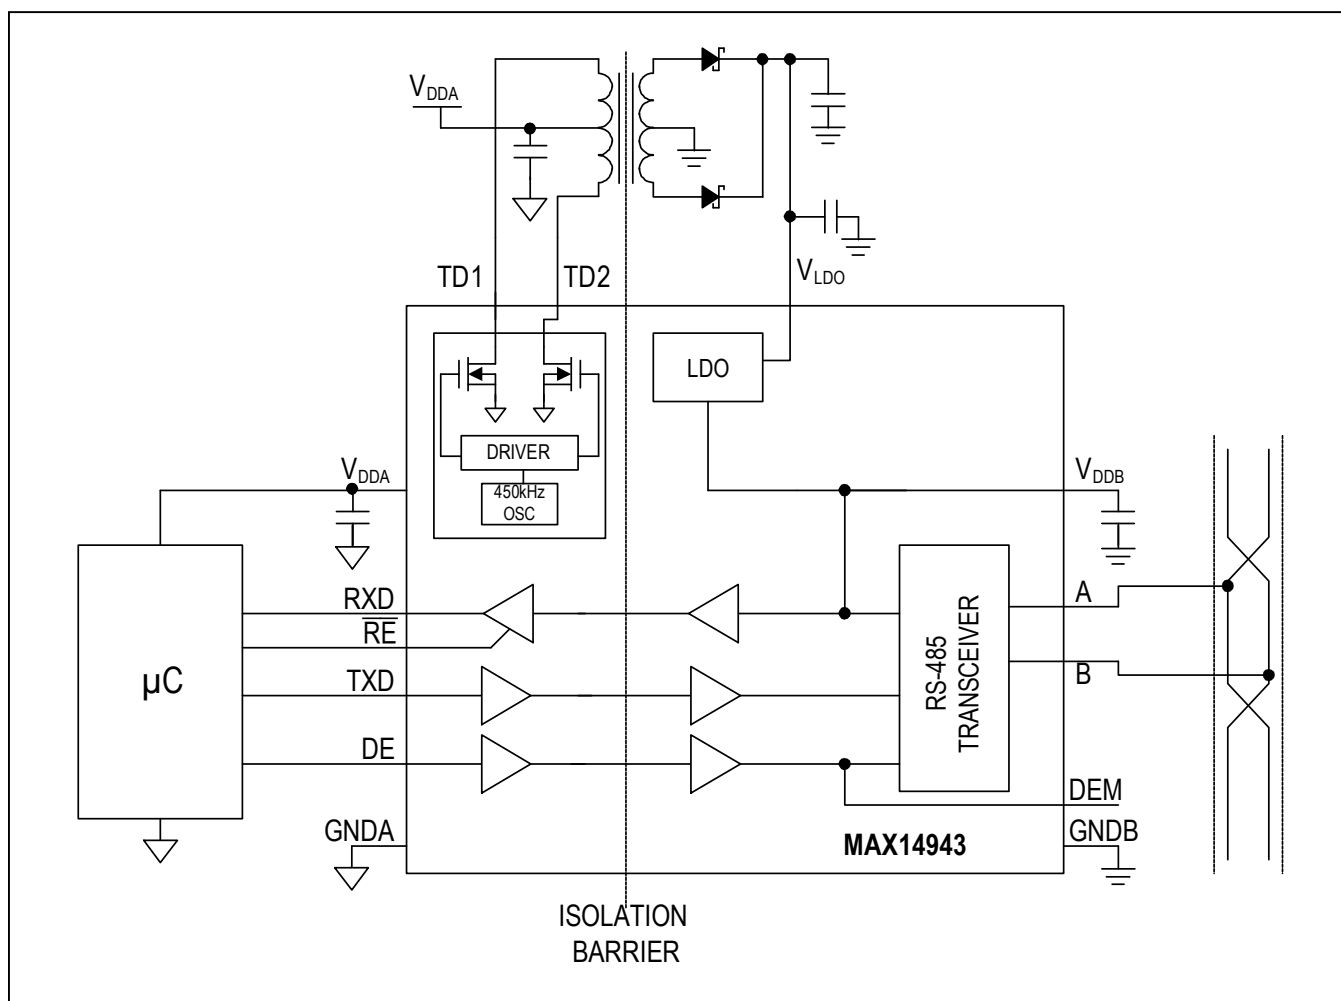 VDDA
TD1
TD2
VLDO
LDO
DRIVER
450kHz
OSC
VDDA
VDDB
RXD
RE
TXD
DE
µC
RS-485
TRANSCEIVER
A
B
DEM
GNDA
GNDB
MAX14943
ISOLATION
BARRIER